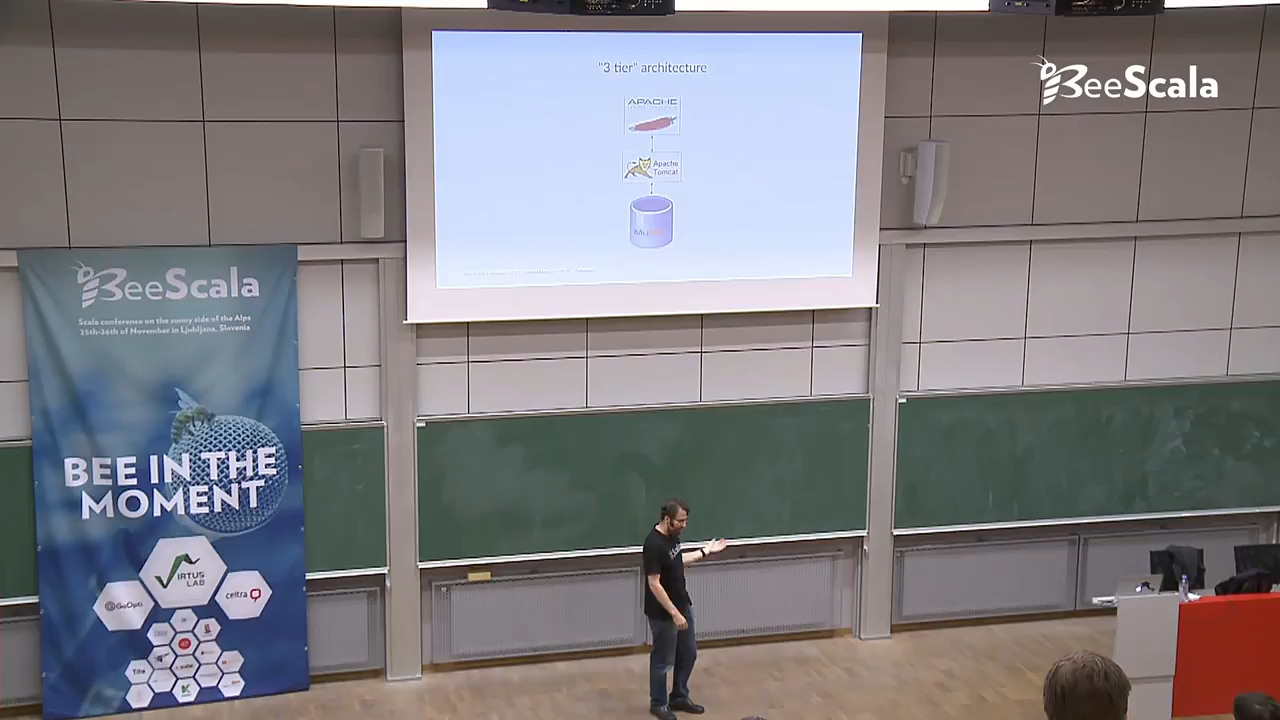 "3 tier" architecture
APACHE
Apache
Tomcat
BeeScala
BeeScala
Scala conference on the sunny side of the Alps
25th-26th of November in Ljubljana, Slovenia
BEE IN THE
MOMENT
VIRTUS
LAB
GoOpti
celtra